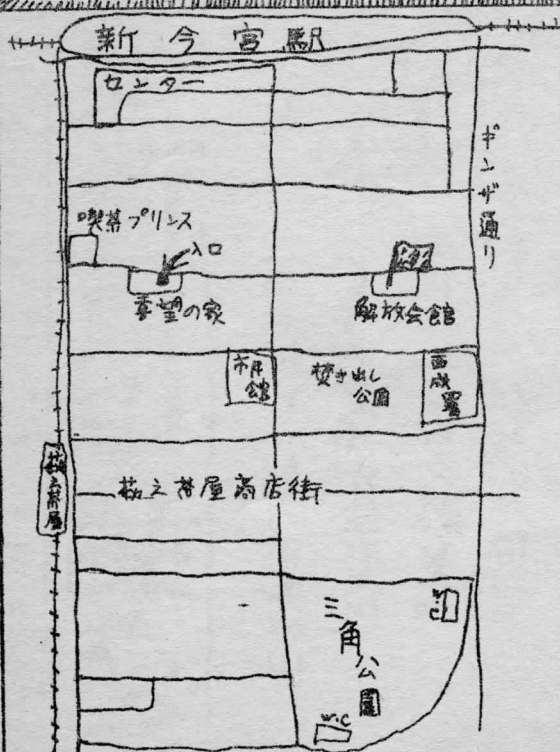 新今宮駅
センター
ギンザ通り
喫茶プリンス
入口
希望の家
解放会館
市民館
焚き出し公園
西成署
萩之茶屋
萩之茶屋商店街
三角公園
W.C
W.C